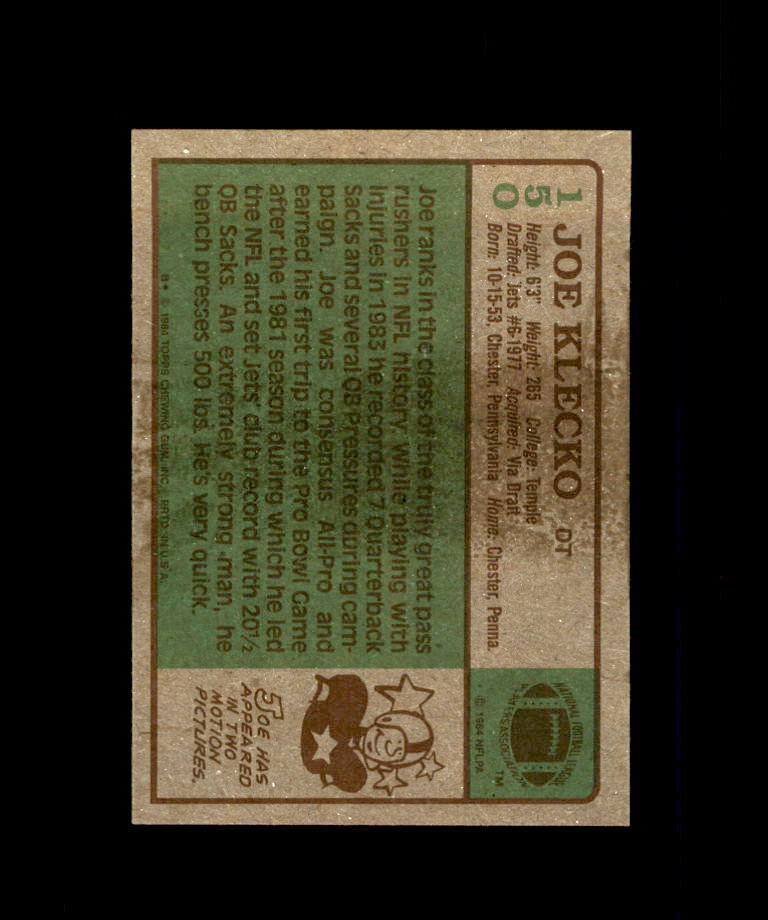 150
JOE KLECKO DT
Height: 6'3" Weight: 265 College: Temple
Drafted: Jets #6-1977 Acquired: Via Draft
Born: 10-15-53, Chester, Pennsylvania Home: Chester, Penna.
NATIONAL FOOTBALL LEAGUE
PLAYERS ASSOCIATION
TM
© 1984 NFLPA
Joe ranks in the class of the truly great pass
rushers in NFL history. While playing with
injuries in 1983 he recorded 7 Quarterback
Sacks and several QB Pressures during cam-
paign. Joe was consensus All-Pro and
earned his first trip to the Pro Bowl Game
after the 1981 season during which he led
the NFL and set Jets' club record with 20½
QB Sacks. An extremely strong man, he
bench presses 500 lbs. He's very quick.
JOE HAS
APPEARED
IN TWO
MOTION
PICTURES.
B* © 1984 TOPPS CHEWING GUM, INC. PRTD. IN U.S.A.